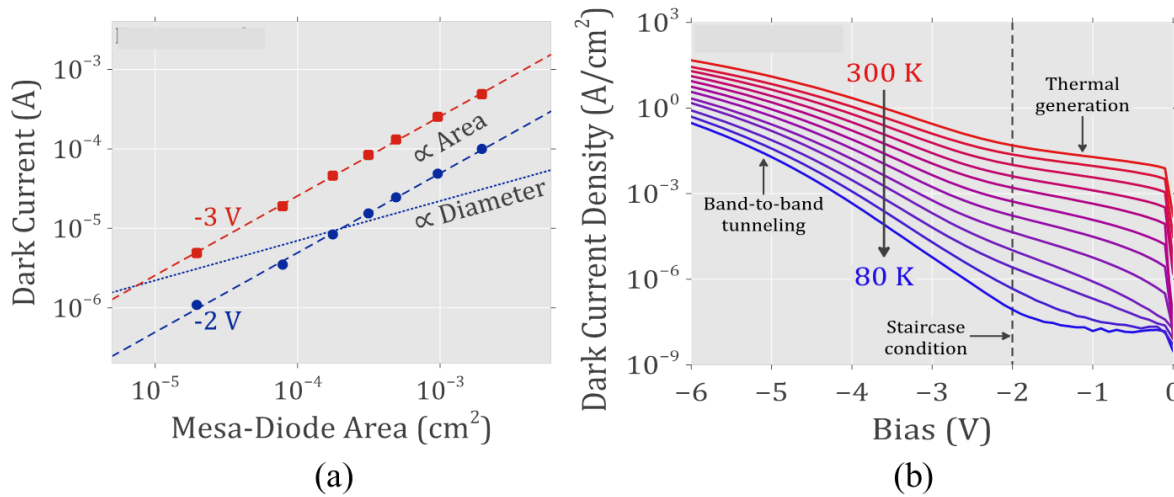 10⁻³
10⁻⁴
10⁻⁵
10⁻⁶
Dark Current (A)
∝ Area
∝ Diameter
-3 V
-2 V
10⁻⁵
10⁻⁴
10⁻³
Mesa-Diode Area (cm²)
(a)
Dark Current Density (A/cm²)
10³
10⁰
10⁻³
10⁻⁶
10⁻⁹
300 K
80 K
Thermal
generation
Band-to-band
tunneling
Staircase
condition
−6
−5
−4
−3
−2
−1
0
Bias (V)
(b)